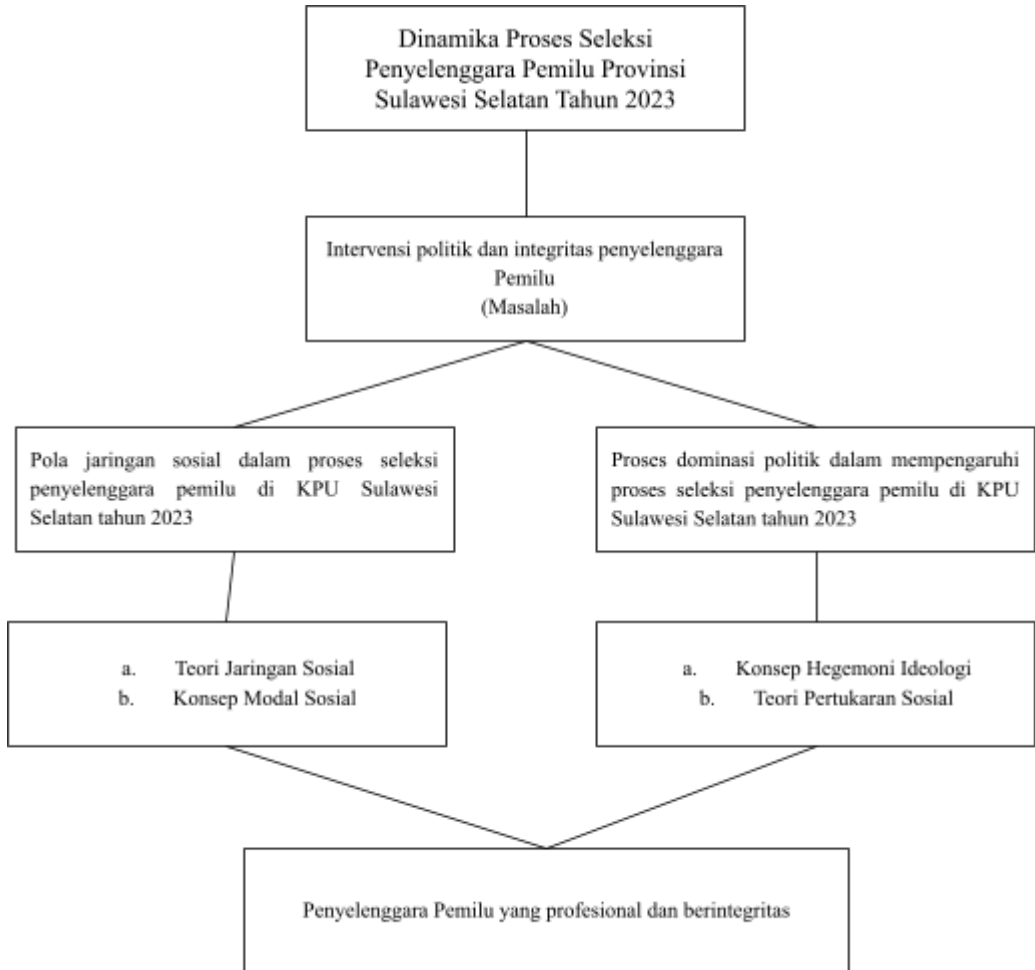 Dinamika Proses Seleksi
Penyelenggara Pemilu Provinsi
Sulawesi Selatan Tahun 2023
Intervensi politik dan integritas penyelenggara
Pemilu
(Masalah)
Pola jaringan sosial dalam proses seleksi
penyelenggara pemilu di KPU Sulawesi
Selatan tahun 2023
Proses dominasi politik dalam mempengaruhi
proses seleksi penyelenggara pemilu di KPU
Sulawesi Selatan tahun 2023
a. Teori Jaringan Sosial
b. Konsep Modal Sosial
a. Konsep Hegemoni Ideologi
b. Teori Pertukaran Sosial
Penyelenggara Pemilu yang profesional dan berintegritas